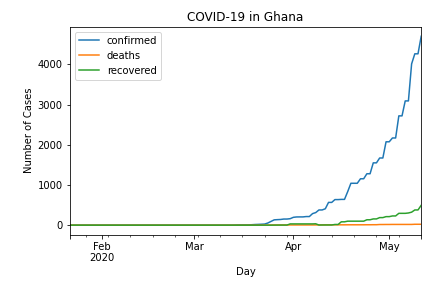 COVID-19 in Ghana
confirmed
deaths
recovered
Number of Cases
4000
3000
2000
1000
0
Feb
2020
Mar
Apr
May
Day